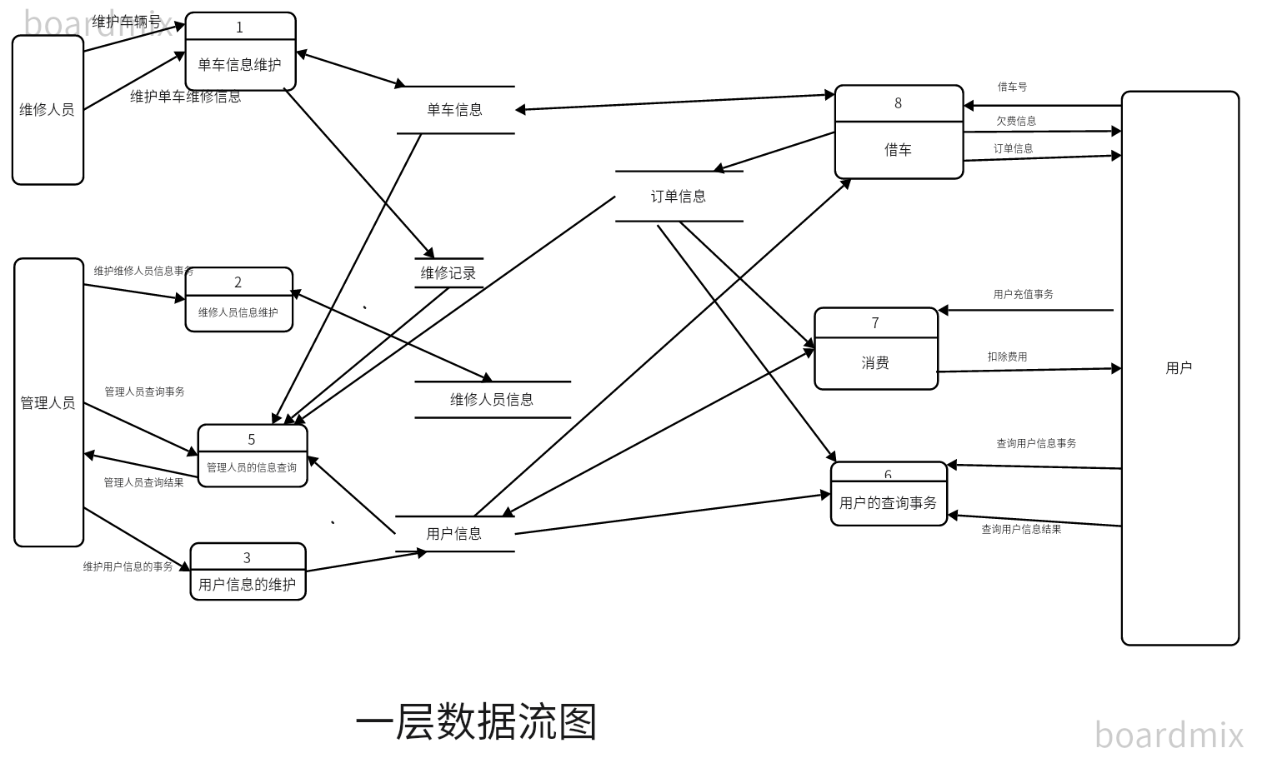 boardmix
维护车辆号
1
单车信息维护
维修人员
维护单车维修信息
单车信息
借车号
8
欠费信息
借车
订单信息
订单信息
维护维修人员信息事务
2
维修人员信息维护
维修记录
用户充值事务
7
扣除费用
消费
用户
管理人员查询事务
管理人员
维修人员信息
5
管理人员的信息查询
管理人员查询结果
查询用户信息事务
6
用户的查询事务
查询用户信息结果
用户信息
3
维护用户信息的事务
用户信息的维护
一层数据流图
boardmix